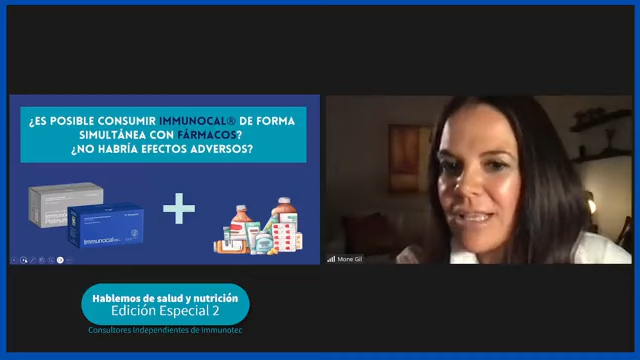 ¿ES POSIBLE CONSUMIR IMMUNOCAL® DE FORMA
SIMULTÁNEA CON FÁRMACOS?
¿NO HABRÍA EFECTOS ADVERSOS?
Immunocal
Mone Gil
Hablemos de salud y nutrición
Edición Especial 2
Consultores Independientes de Immunotec